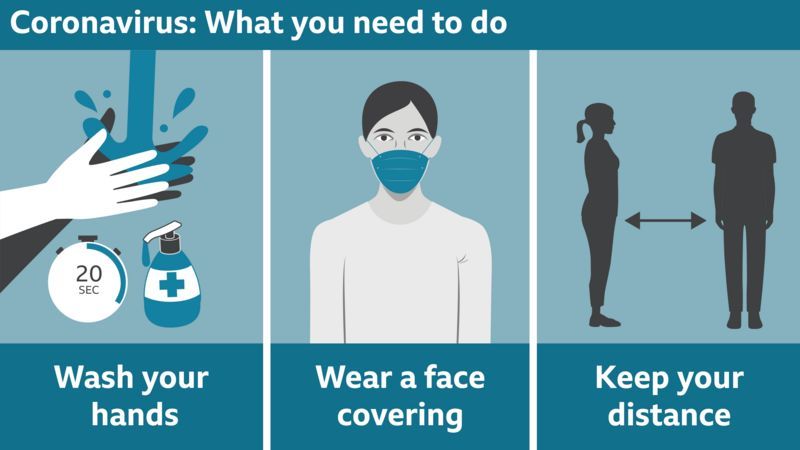 Coronavirus: What you need to do
20
SEC
Wash your
hands
Wear a face
covering
Keep your
distance